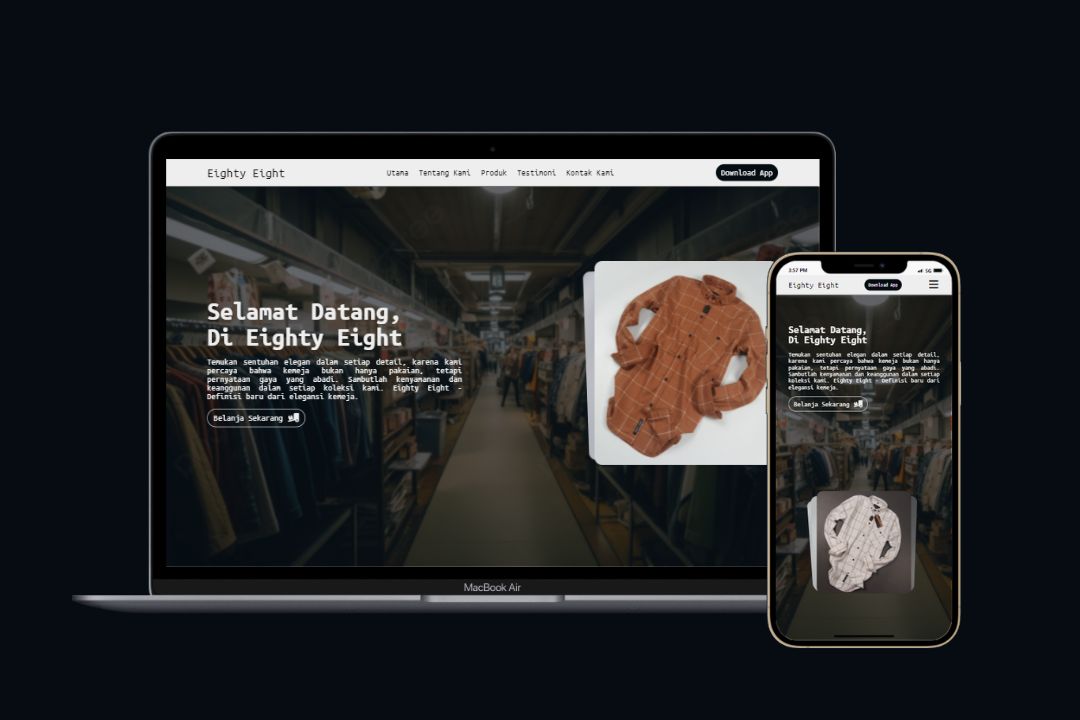 Eighty Eight
Utama Tentang Kami Produk Testimoni Kontak Kami
Download App
Selamat Datang,
Di Eighty Eight
Temukan sentuhan elegan dalam setiap detail, karena kami
percaya bahwa kemeja bukan hanya pakaian, tetapi
pernyataan gaya yang abadi. Sambutlah kenyamanan dan
keanggunan dalam setiap koleksi kami. Eighty Eight -
Definisi baru dari elegansi kemeja.
Belanja Sekarang
MacBook Air
3:57 PM
5G
Eighty Eight
Download App
Selamat Datang,
Di Eighty Eight
Temukan sentuhan elegan dalam setiap detail,
karena kami percaya bahwa kemeja bukan hanya
pakaian, tetapi pernyataan gaya yang abadi.
Sambutlah kenyamanan dan keanggunan dalam setiap
koleksi kami. Eighty Eight - Definisi baru dari
elegansi kemeja.
Belanja Sekarang